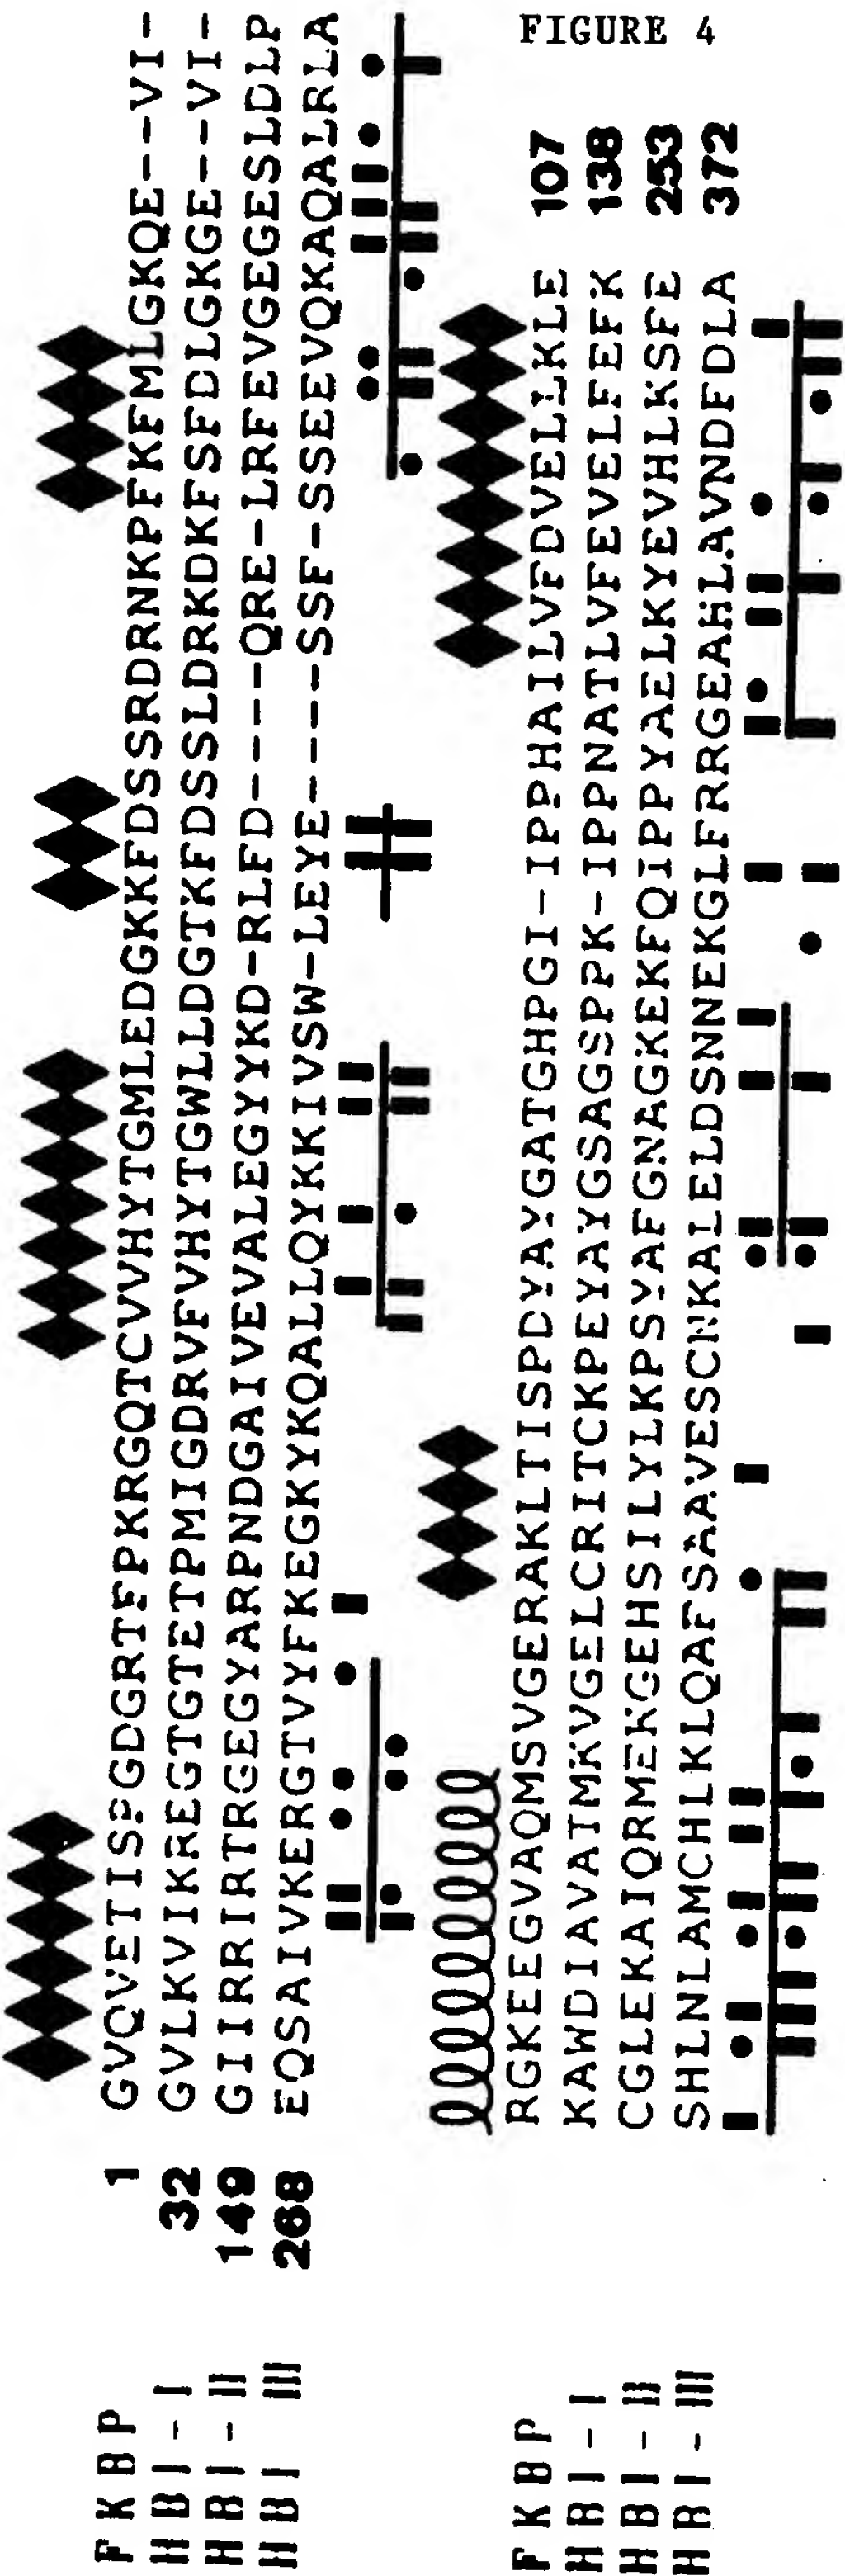 FIGURE 4
FKBP 1 GVQVETISPGDGRTFPKRGQTCVVHYTGMLEDGKKFDSSRDRNKPFKFMLGKQE--VI-
HBI-I 32 GVLKVIKREGTGTETPMIGDRVFVHYTGWLLDGTKFDSSLDRKDKFSFDLGKGE--VI-
HBI-II 149 GIIRRIRTRGEGYARPNDGAIVEVALEGYYKD-RLFD----QRE-LRFEVGEGESLDLP
HBI III 268 EQSAIVKERGTVYFKEGKYKQALLQYKKIVSW-LEYE----SSF-SSEEVQKAQALRLA
FKBP RGKEEGVAQMSVGERAKLTISPDYAYGATGHPGI-IPPHAILVFDVELLKLE 107
HBI-I KAWDIAVATMKVGELCRITCKPEYAYGSAGSPPK-IPPNATLVFEVELFEFK 138
HBI-II CGLEKAIQRMEKGEHSILYLKPSYAFGNAGKEKFQIPPYAELKYEVHLKSFE 253
HBI-III SHLNLAMCHLKLQAFSAAVESCNKALELDSNNEKGLFRRGEAHLAVNDFDLA 372